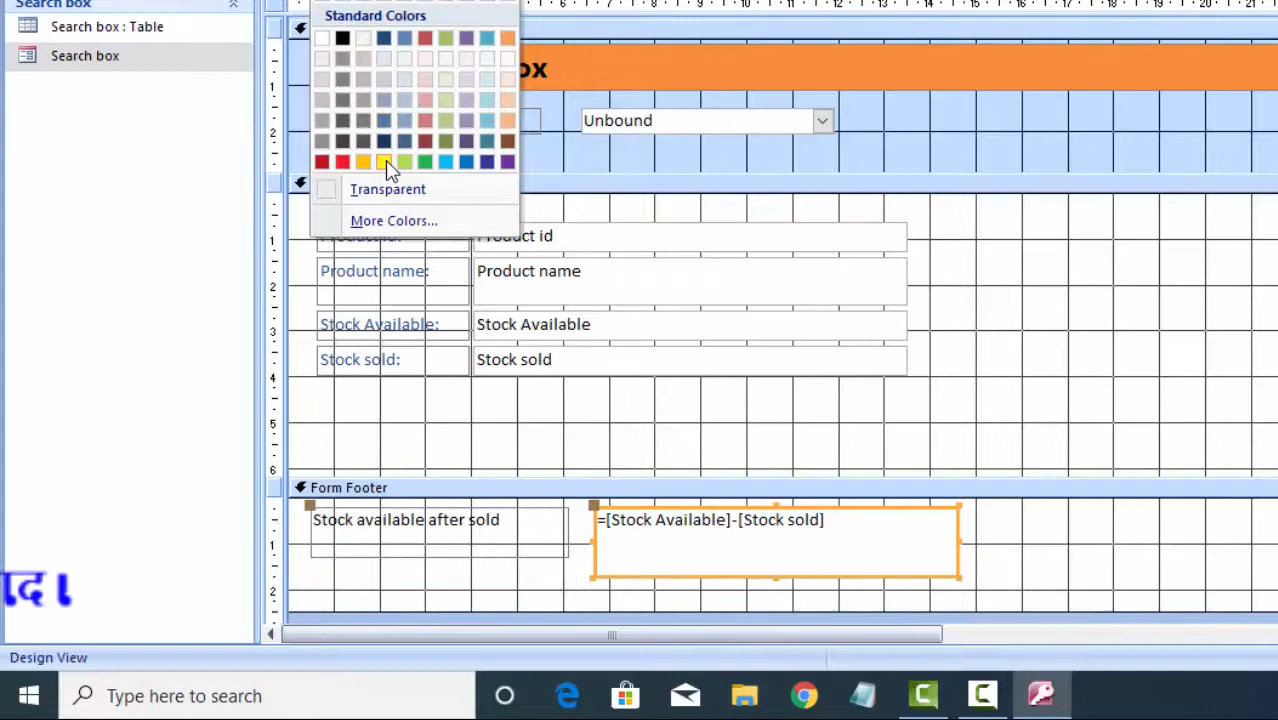 Search box
Search box : Table
Search box
Standard Colors
Transparent
More Colors...
ox
Unbound
Product id:
Product id
Product name:
Product name
Stock Available:
Stock Available
Stock sold:
Stock sold
Form Footer
Stock available after sold
=[Stock Available]-[Stock sold]
Design View
Type here to search